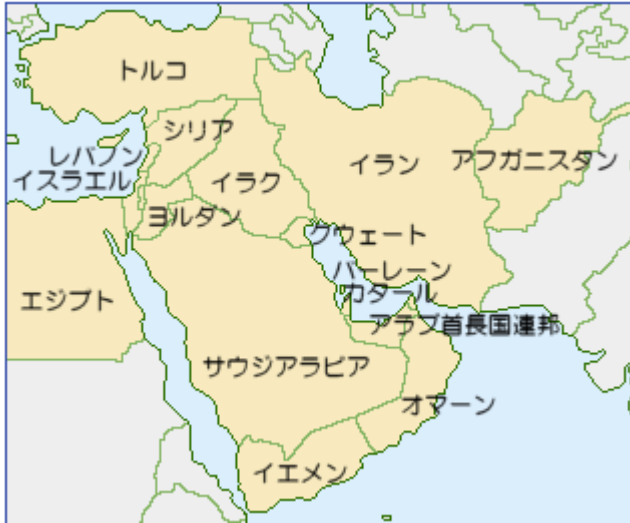 トルコ
シリア
レバノン
イスラエル
イラク
イラン
アフガニスタン
ヨルダン
クウェート
バーレーン
カタール
エジプト
アラブ首長国連邦
サウジアラビア
オマーン
イエメン